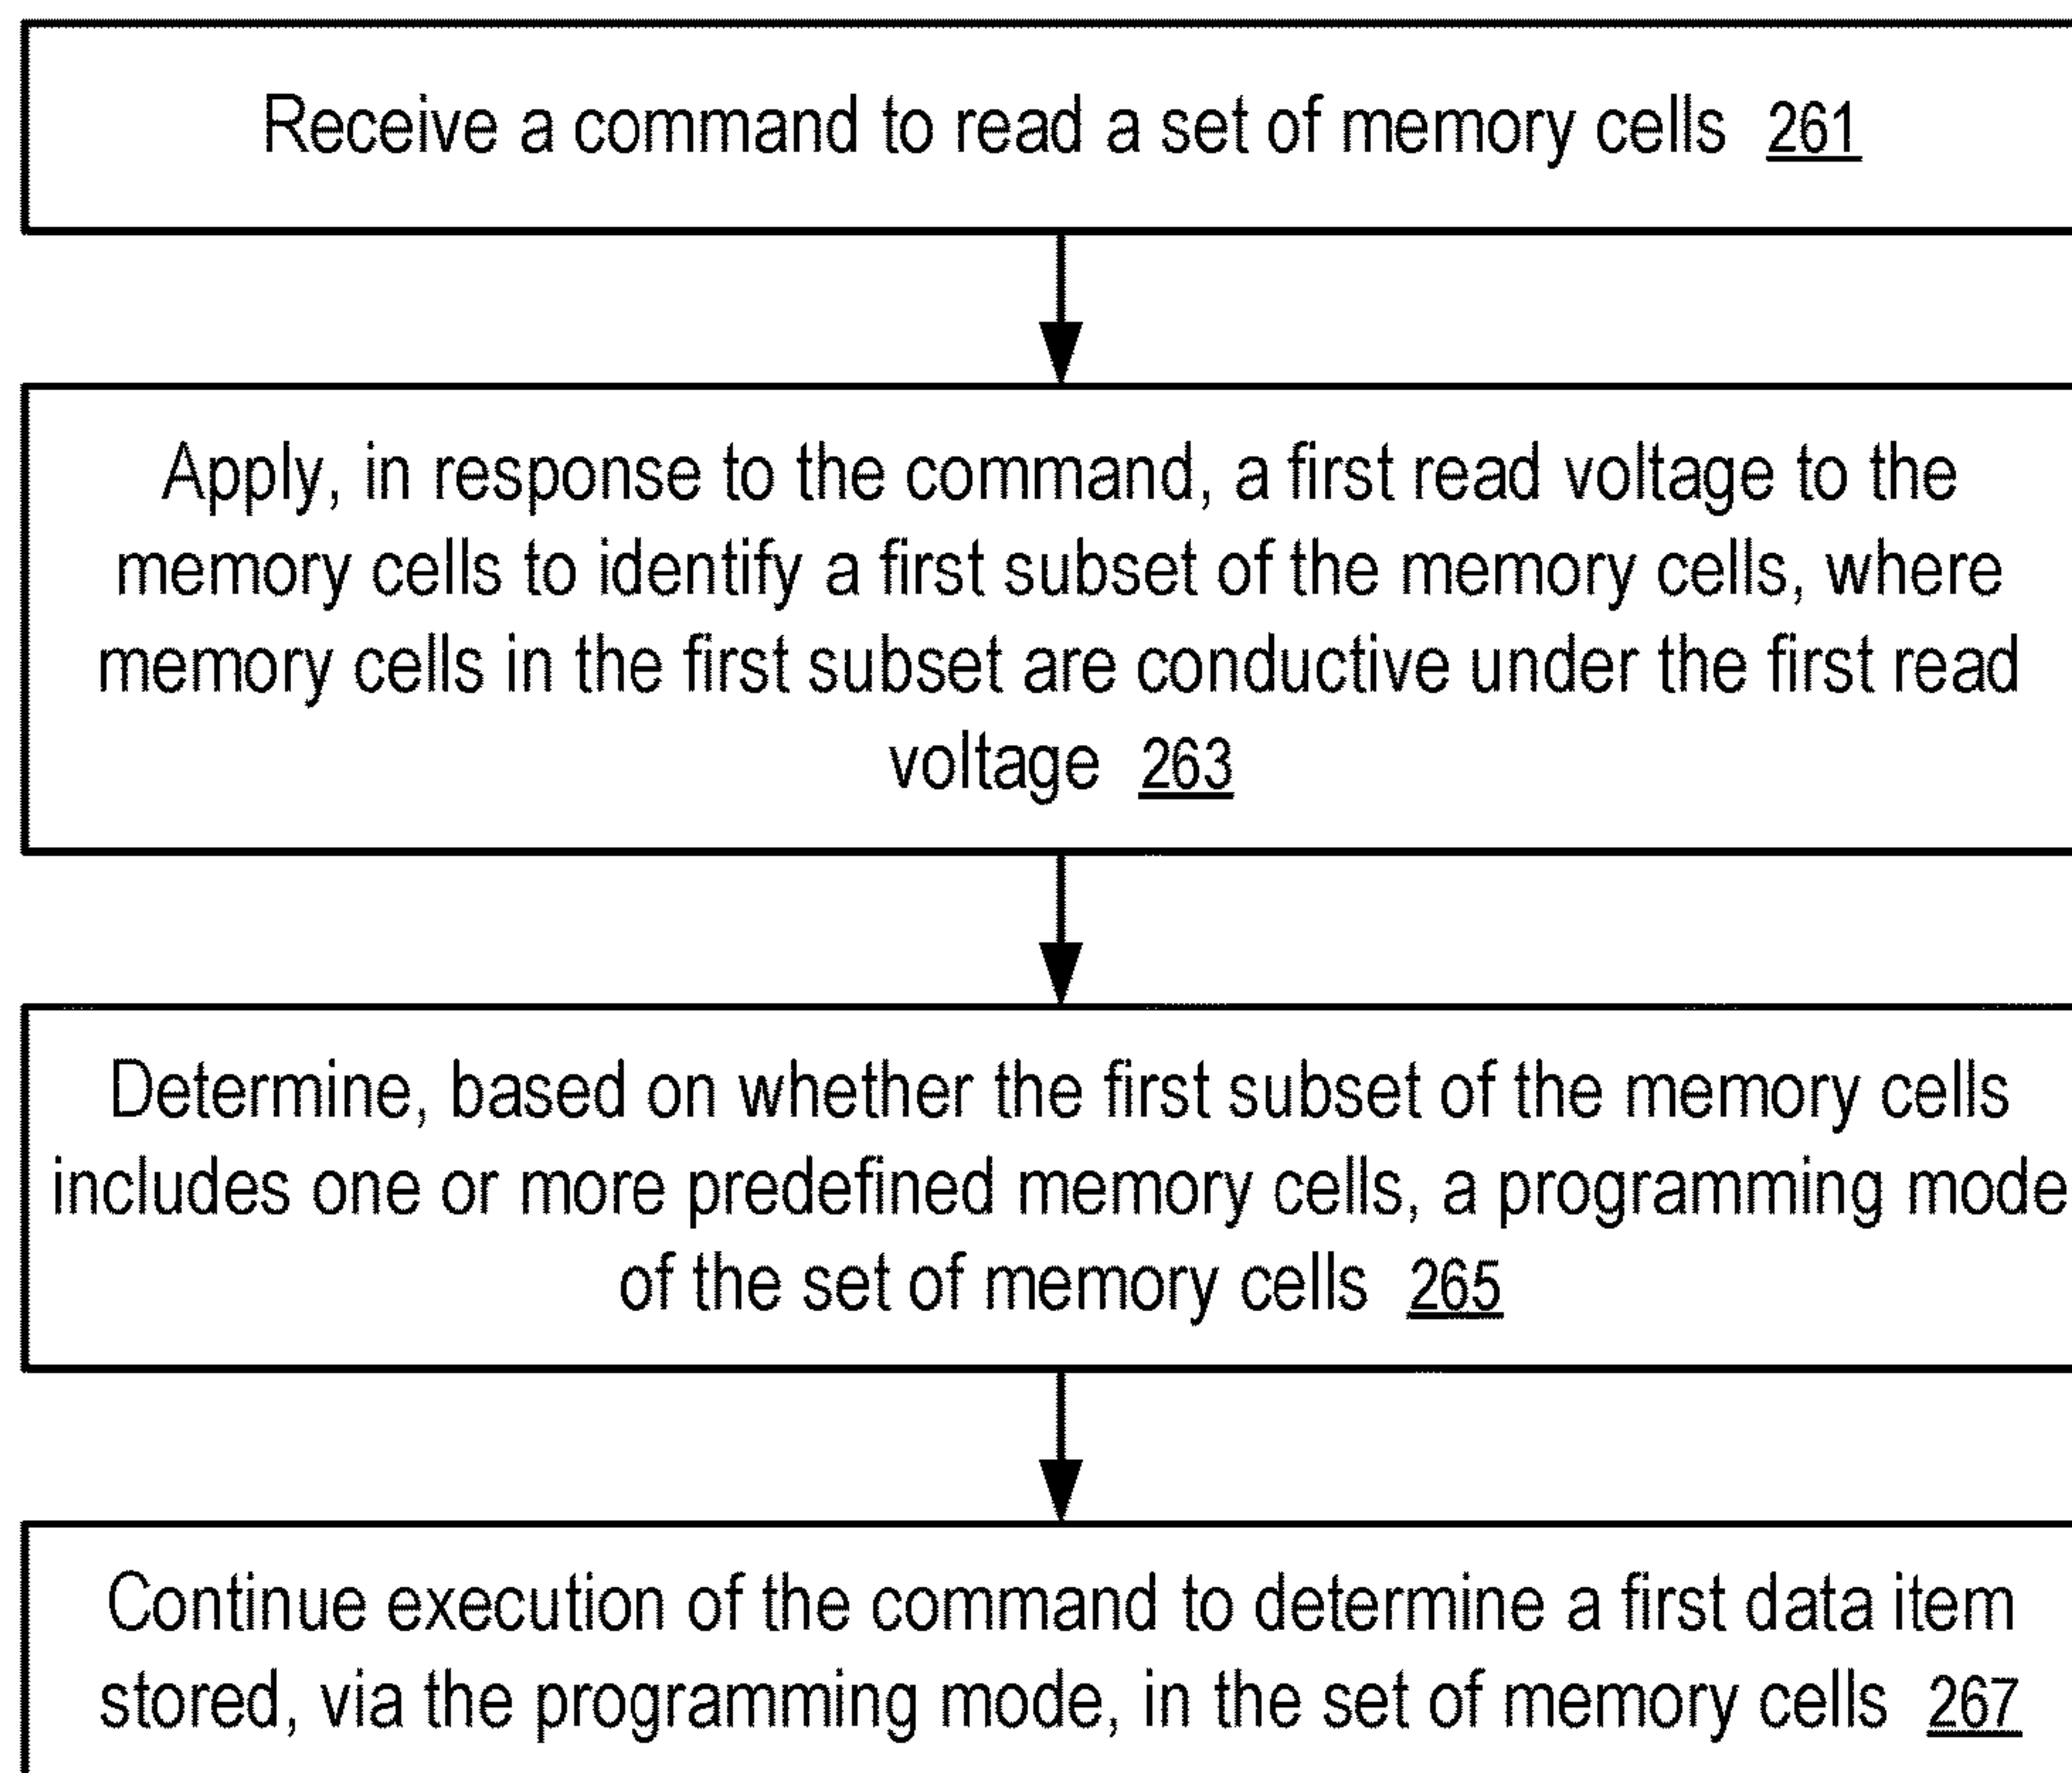 Receive a command to read a set of memory cells 261
Apply, in response to the command, a first read voltage to the
memory cells to identify a first subset of the memory cells, where
memory cells in the first subset are conductive under the first read
voltage 263
Determine, based on whether the first subset of the memory cells
includes one or more predefined memory cells, a programming mode
of the set of memory cells 265
Continue execution of the command to determine a first data item
stored, via the programming mode, in the set of memory cells 267